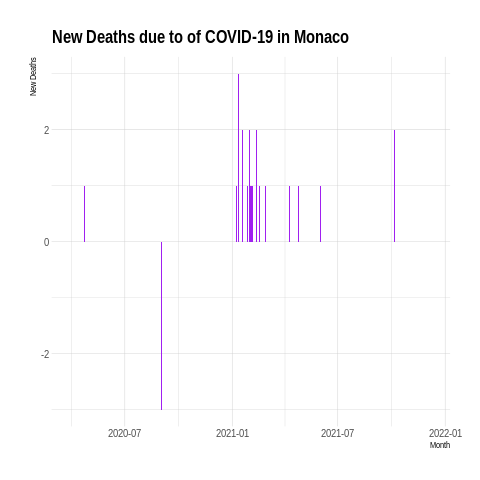 New Deaths due to of COVID-19 in Monaco
New Deaths
2
0
-2
2020-07
2021-01
2021-07
2022-01
Month